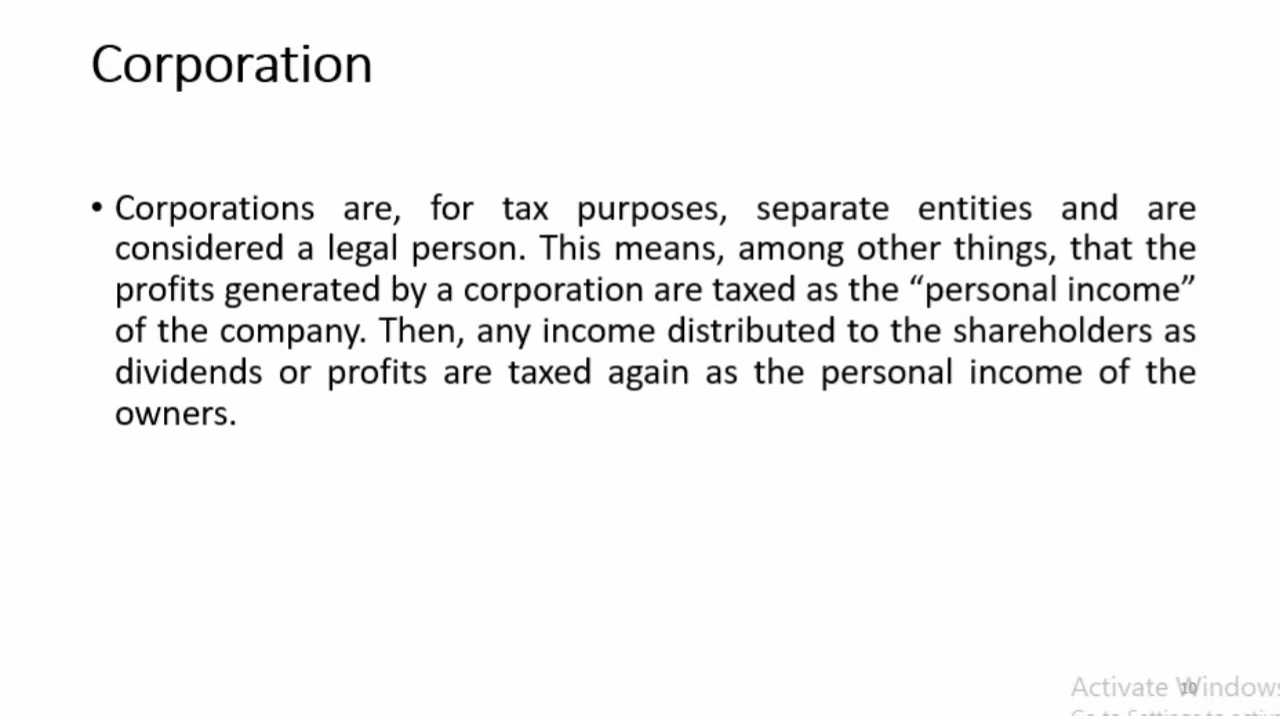 Corporation
• Corporations are, for tax purposes, separate entities and are
considered a legal person. This means, among other things, that the
profits generated by a corporation are taxed as the “personal income”
of the company. Then, any income distributed to the shareholders as
dividends or profits are taxed again as the personal income of the
owners.
Activate Windows
10